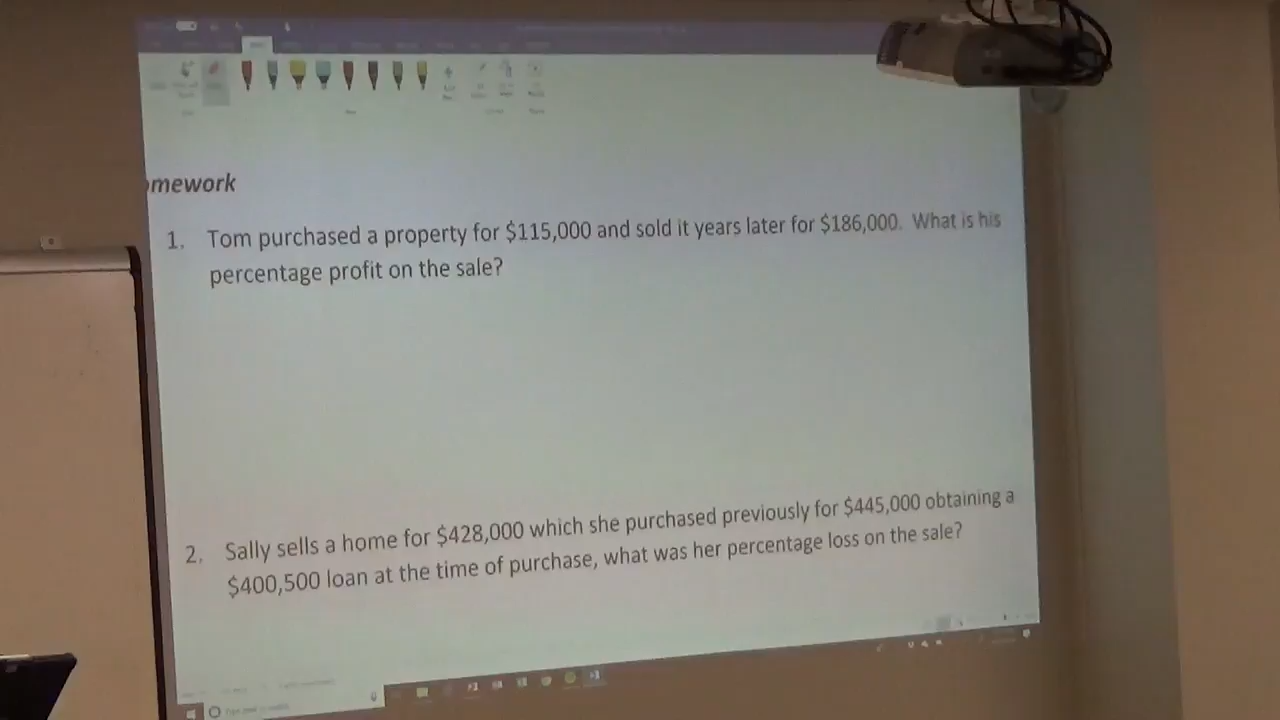 omework
1. Tom purchased a property for $115,000 and sold it years later for $186,000. What is his
percentage profit on the sale?
2. Sally sells a home for $428,000 which she purchased previously for $445,000 obtaining a
$400,500 loan at the time of purchase, what was her percentage loss on the sale?